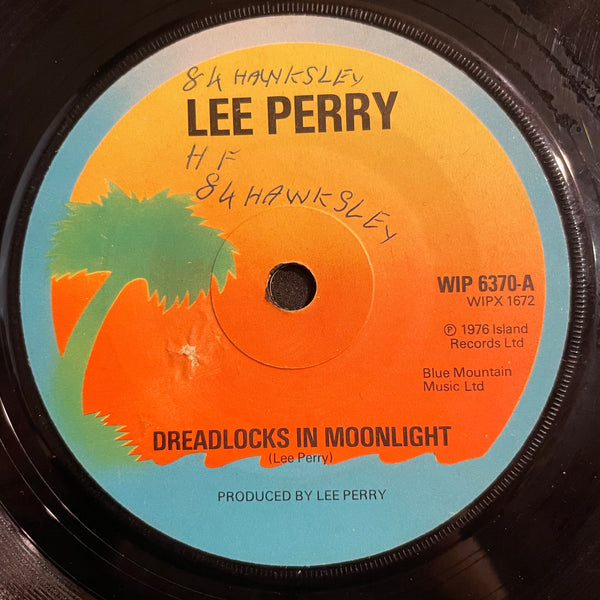 84 HAWKSLEY
LEE PERRY
H F
84 HAWKSLEY
WIP 6370-A
WIPX 1672
℗ 1976 Island
Records Ltd
Blue Mountain
Music Ltd
DREADLOCKS IN MOONLIGHT
(Lee Perry)
PRODUCED BY LEE PERRY